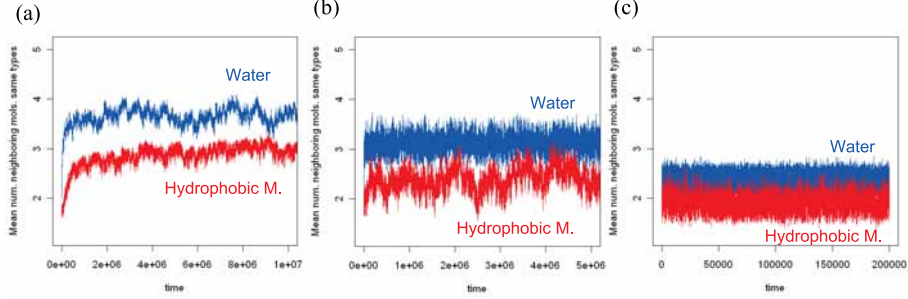 (a)
Mean num. neighboring mols. same types
5
4
3
2
Water
Hydrophobic M.
0e+00 2e+06 4e+06 6e+06 8e+06 1e+07
time
(b)
Mean num. neighboring mols. same types
5
4
3
2
Water
Hydrophobic M.
0e+00 1e+06 2e+06 3e+06 4e+06 5e+06
time
(c)
Mean num. neighboring mols. same types
5
4
3
2
Water
Hydrophobic M.
0 50000 100000 150000 200000
time